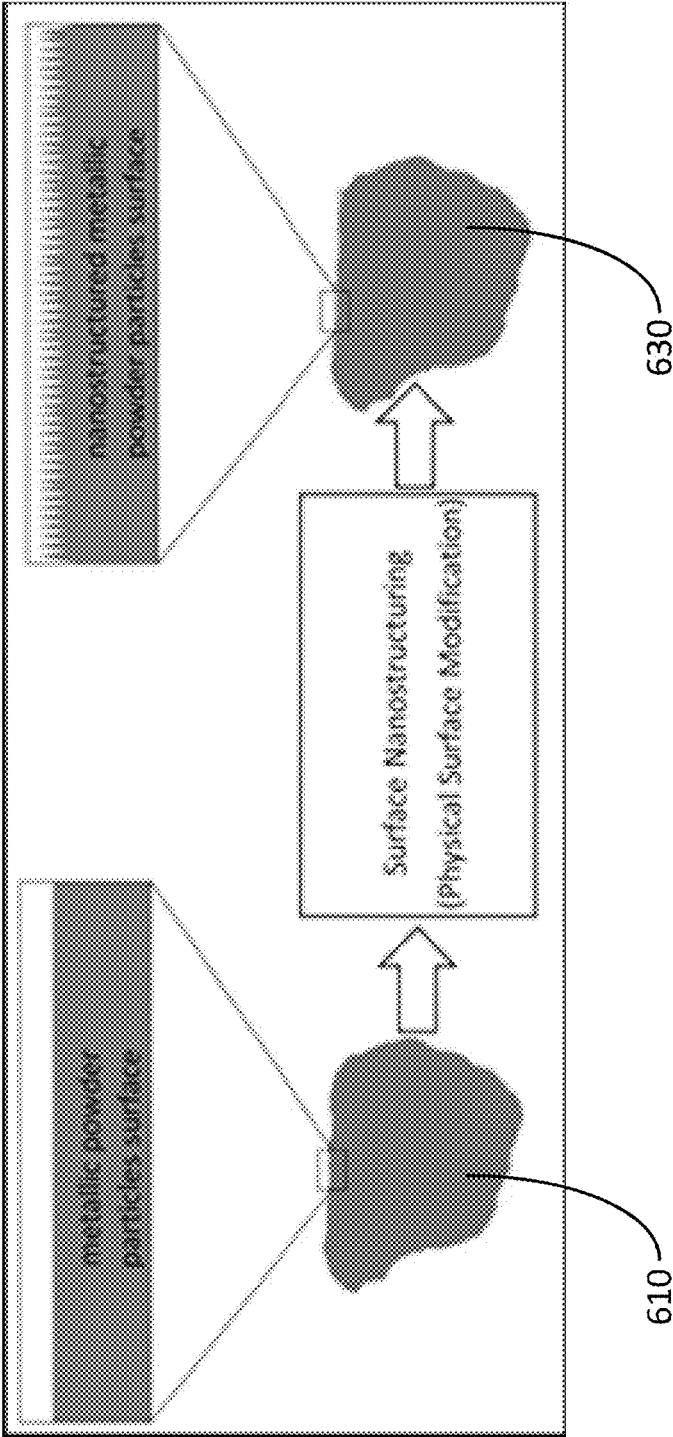 metallic powder
particles surface
nanostructured metallic
powder particles surface
Surface Nanostructuring
(Physical Surface Modification)
610
630